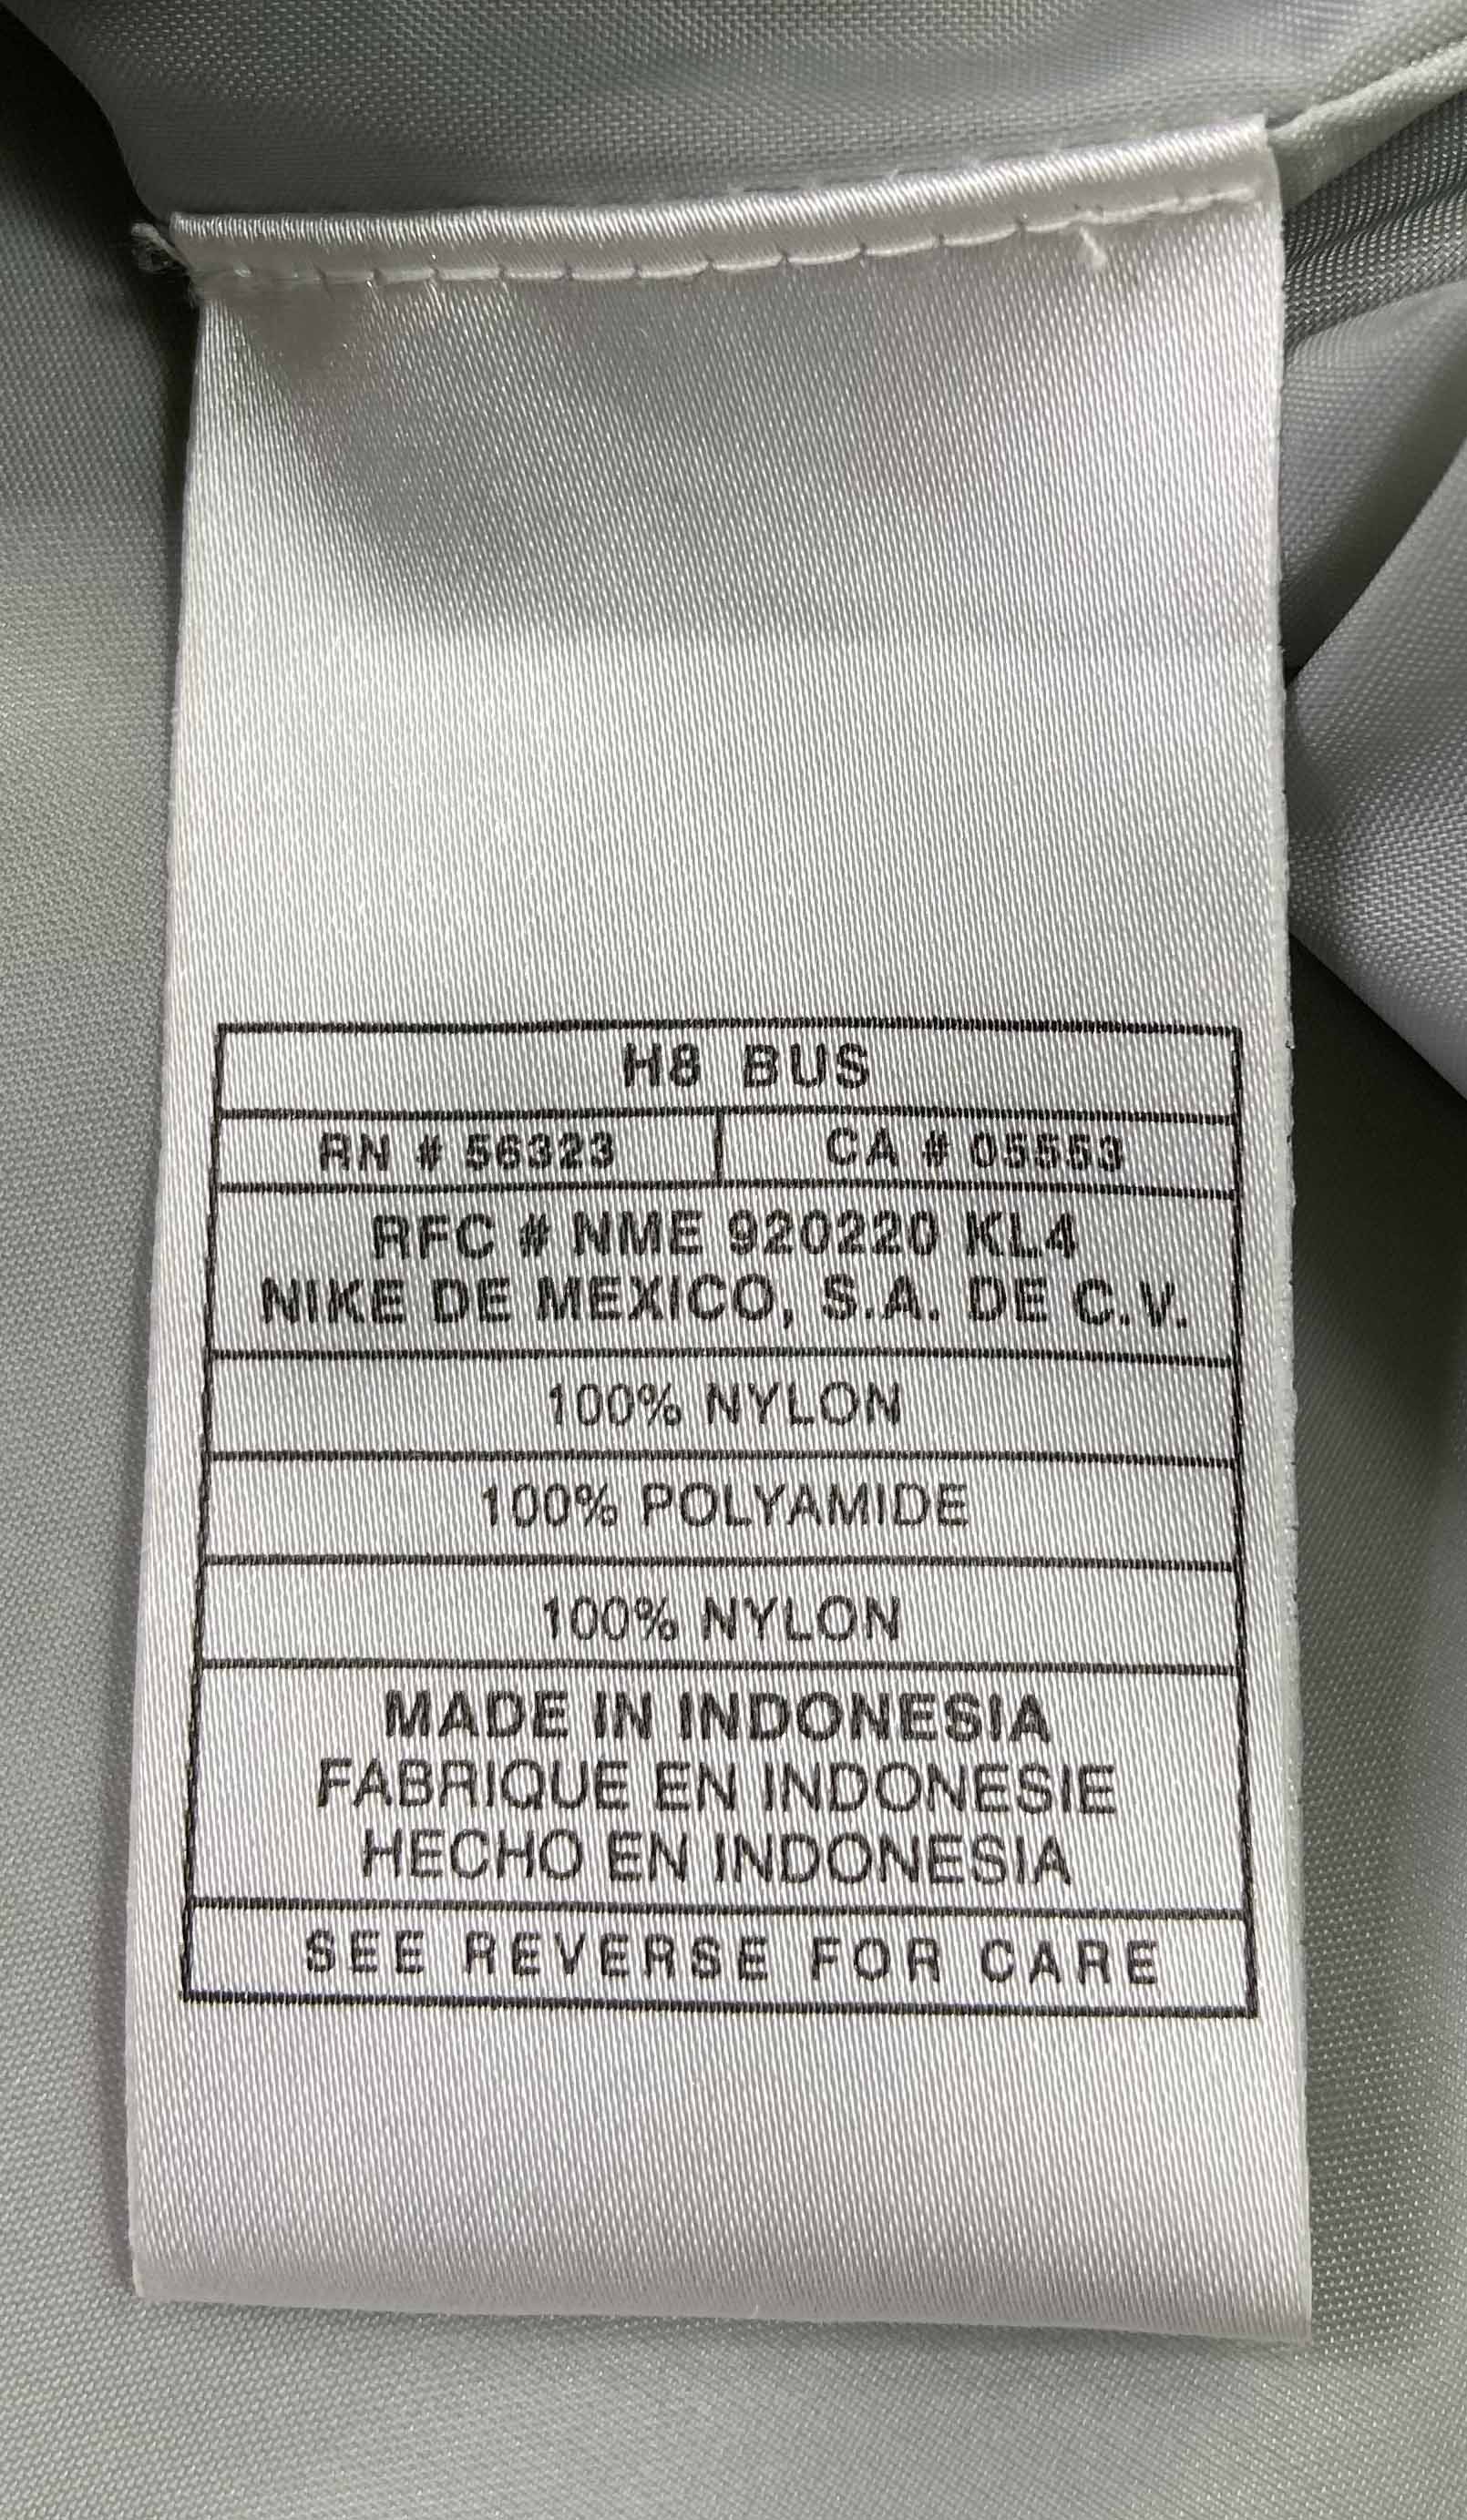 H8 BUS
RN # 56323 CA # 05553
RFC # NME 920220 KL4
NIKE DE MEXICO, S.A. DE C.V.
100% NYLON
100% POLYAMIDE
100% NYLON
MADE IN INDONESIA
FABRIQUE EN INDONESIE
HECHO EN INDONESIA
SEE REVERSE FOR CARE